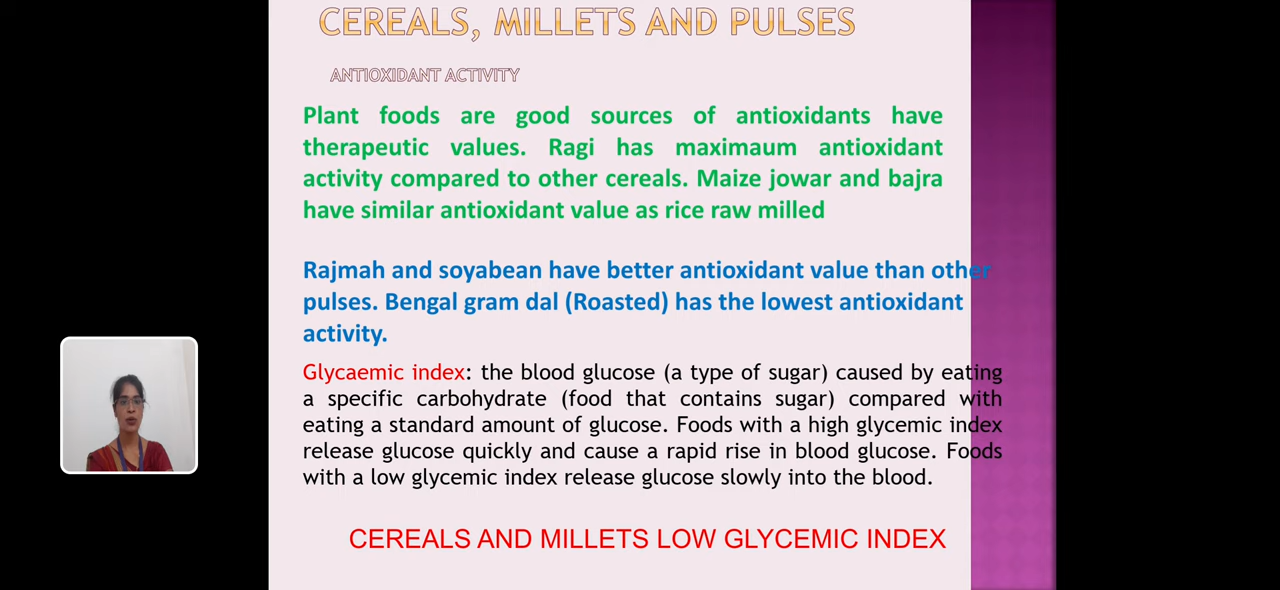 CEREALS, MILLETS AND PULSES
ANTIOXIDANT ACTIVITY
Plant foods are good sources of antioxidants have
therapeutic values. Ragi has maximaum antioxidant
activity compared to other cereals. Maize jowar and bajra
have similar antioxidant value as rice raw milled
Rajmah and soyabean have better antioxidant value than other
pulses. Bengal gram dal (Roasted) has the lowest antioxidant
activity.
Glycaemic index: the blood glucose (a type of sugar) caused by eating
a specific carbohydrate (food that contains sugar) compared with
eating a standard amount of glucose. Foods with a high glycemic index
release glucose quickly and cause a rapid rise in blood glucose. Foods
with a low glycemic index release glucose slowly into the blood.
CEREALS AND MILLETS LOW GLYCEMIC INDEX